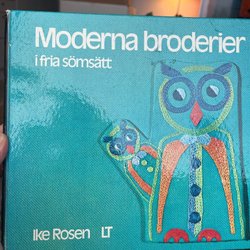 Moderna broderier
i fria sömsätt
Ike Rosen LT